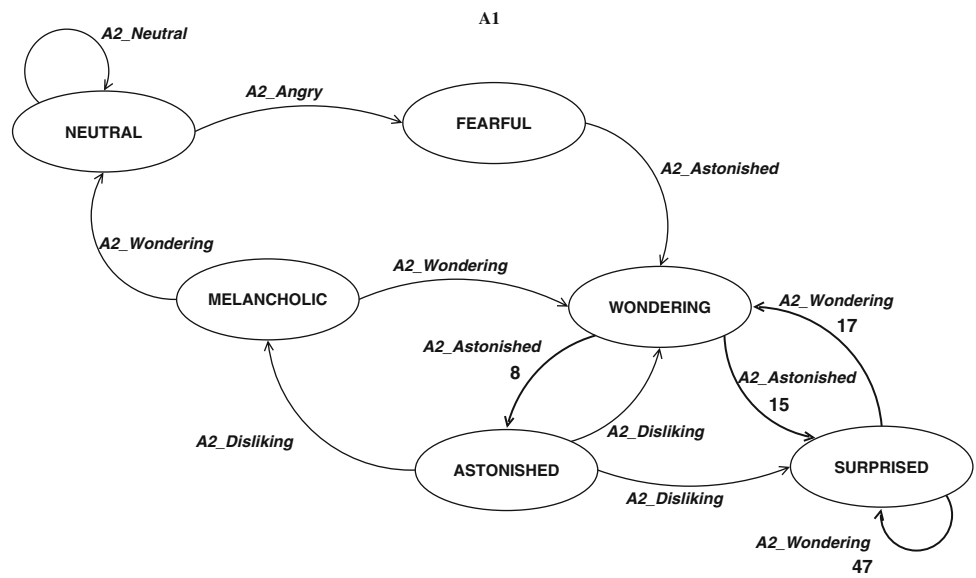 A1
A2_Neutral
A2_Angry
NEUTRAL
FEARFUL
A2_Astonished
A2_Wondering
A2_Wondering
MELANCHOLIC
WONDERING
A2_Wondering
17
A2_Astonished
8
A2_Astonished
15
A2_Disliking
A2_Disliking
ASTONISHED
SURPRISED
A2_Disliking
A2_Wondering
47